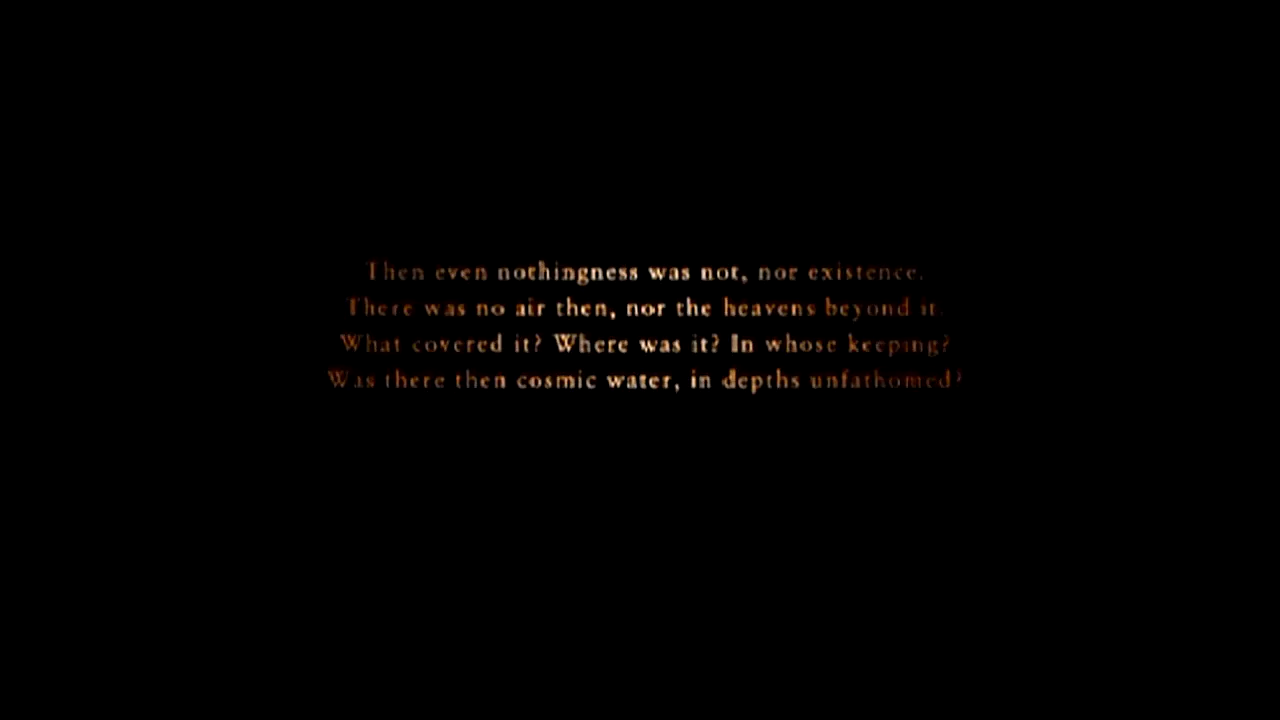 Then even nothingness was not, nor existence.
There was no air then, nor the heavens beyond it.
What covered it? Where was it? In whose keeping?
Was there then cosmic water, in depths unfathomed?